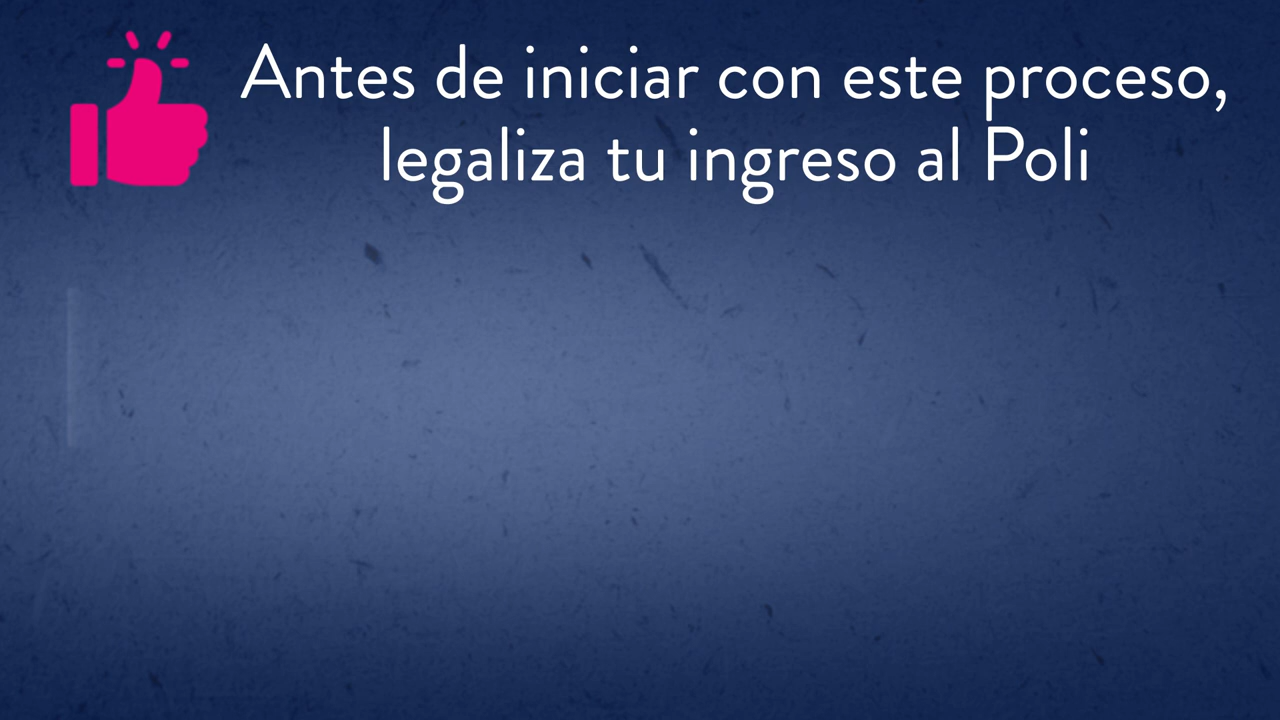 Antes de iniciar con este proceso,
legaliza tu ingreso al Poli